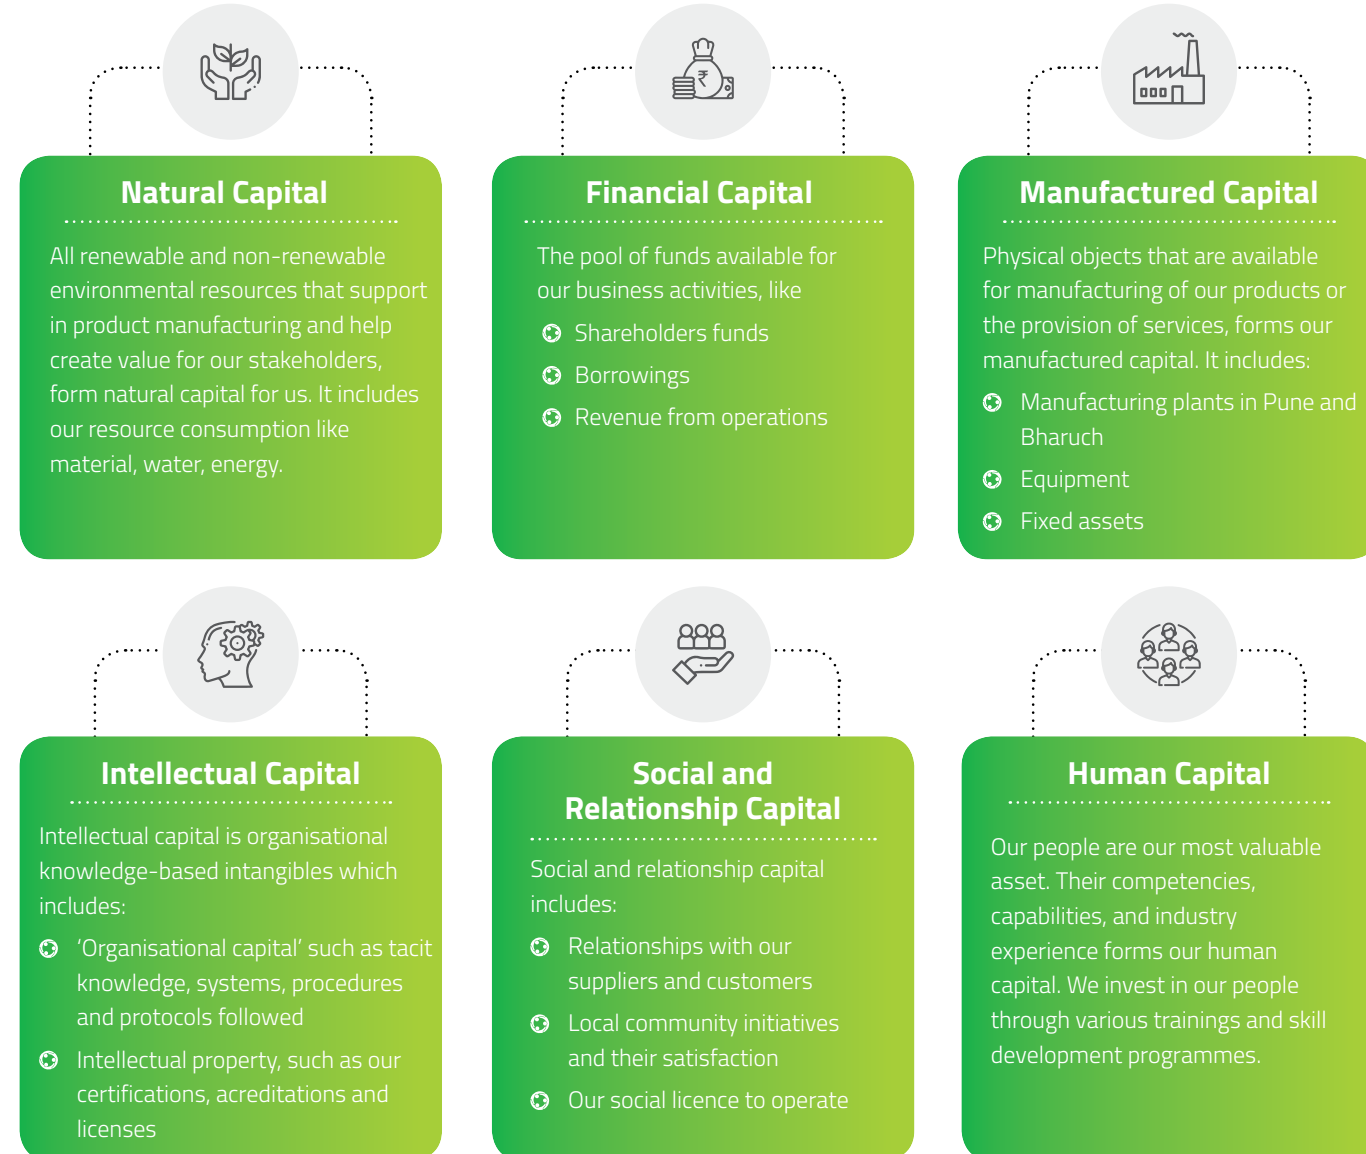 Natural Capital
All renewable and non-renewable
environmental resources that support
in product manufacturing and help
create value for our stakeholders,
form natural capital for us. It includes
our resource consumption like
material, water, energy.
₹
Financial Capital
The pool of funds available for
our business activities, like
Shareholders funds
Borrowings
Revenue from operations
Manufactured Capital
Physical objects that are available
for manufacturing of our products or
the provision of services, forms our
manufactured capital. It includes:
Manufacturing plants in Pune and
Bharuch
Equipment
Fixed assets
Intellectual Capital
Intellectual capital is organisational
knowledge-based intangibles which
includes:
‘Organisational capital’ such as tacit
knowledge, systems, procedures
and protocols followed
Intellectual property, such as our
certifications, acreditations and
licenses
Social and
Relationship Capital
Social and relationship capital
includes:
Relationships with our
suppliers and customers
Local community initiatives
and their satisfaction
Our social licence to operate
Human Capital
Our people are our most valuable
asset. Their competencies,
capabilities, and industry
experience forms our human
capital. We invest in our people
through various trainings and skill
development programmes.